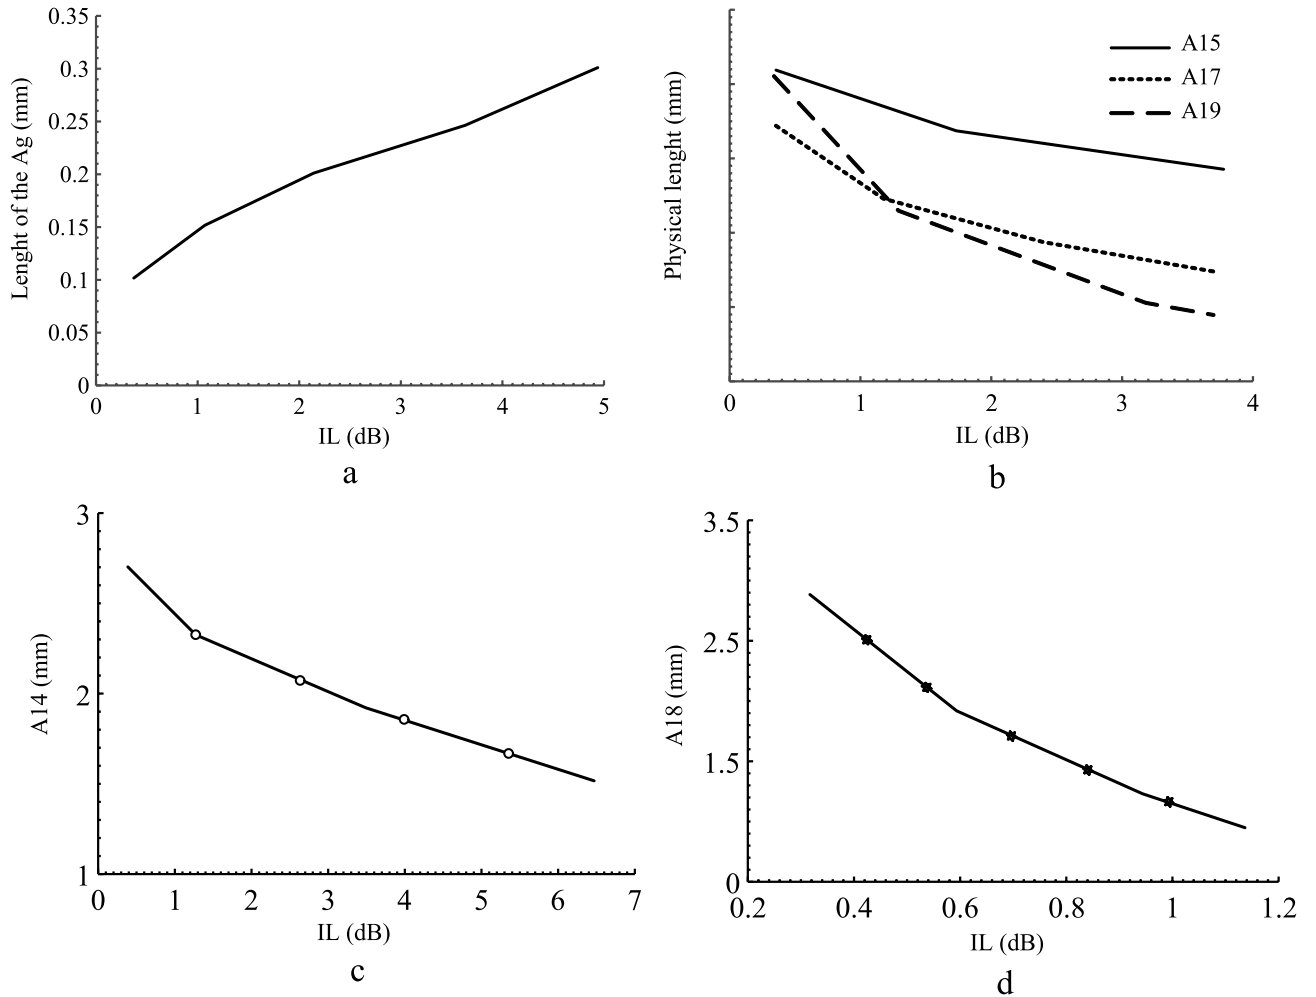 0.35
0.3
0.25
0.2
0.15
0.1
0.05
0
Lenght of the Ag (mm)
0 1 2 3 4 5
IL (dB)
a
Physical lenght (mm)
A15
A17
A19
0 1 2 3 4
IL (dB)
b
3
2
1
A14 (mm)
0 1 2 3 4 5 6 7
IL (dB)
c
3.5
2.5
1.5
0
A18 (mm)
0.2 0.4 0.6 0.8 1 1.2
IL (dB)
d